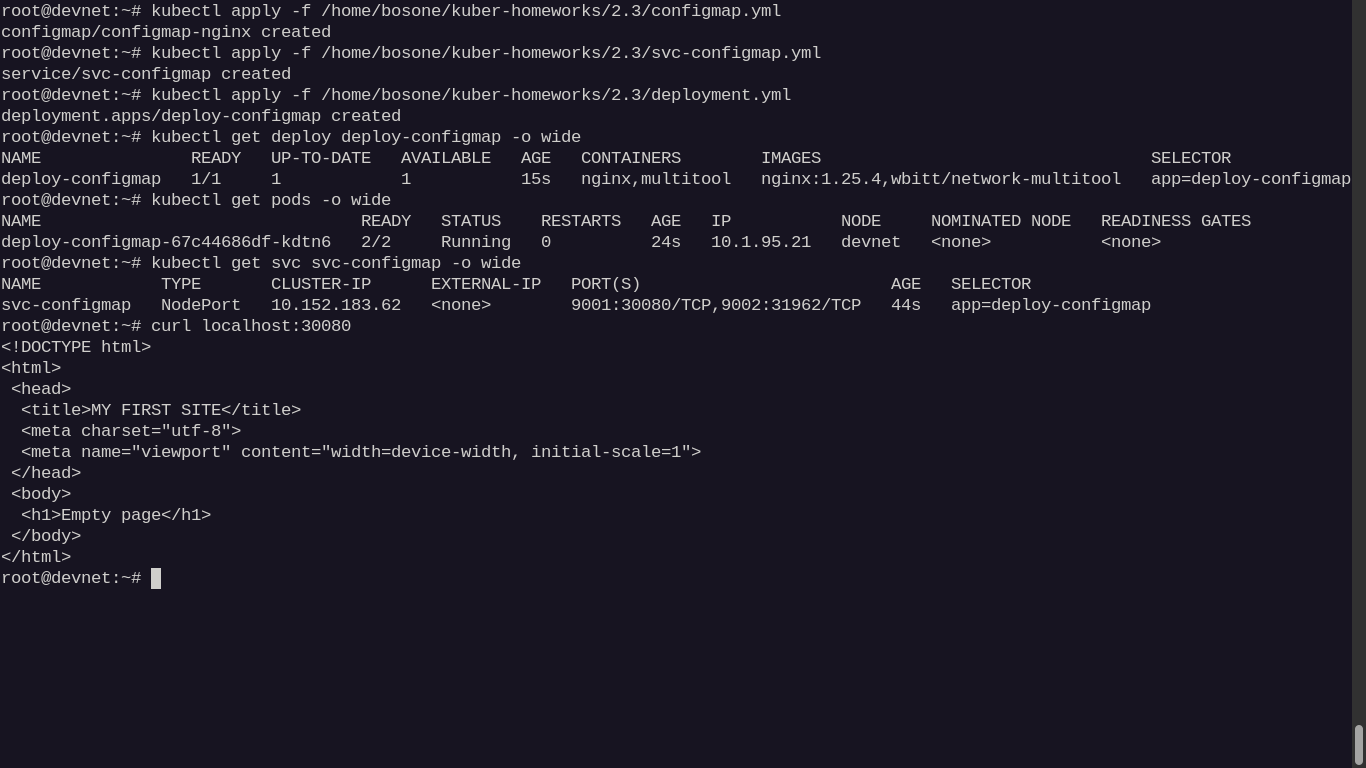 root@devnet:~# kubectl apply -f /home/bosone/kuber-homeworks/2.3/configmap.yml
configmap/configmap-nginx created
root@devnet:~# kubectl apply -f /home/bosone/kuber-homeworks/2.3/svc-configmap.yml
service/svc-configmap created
root@devnet:~# kubectl apply -f /home/bosone/kuber-homeworks/2.3/deployment.yml
deployment.apps/deploy-configmap created
root@devnet:~# kubectl get deploy deploy-configmap -o wide
NAME               READY   UP-TO-DATE   AVAILABLE   AGE   CONTAINERS        IMAGES                                 SELECTOR
deploy-configmap   1/1     1            1           15s   nginx,multitool   nginx:1.25.4,wbitt/network-multitool   app=deploy-configmap
root@devnet:~# kubectl get pods -o wide
NAME                                READY   STATUS    RESTARTS   AGE   IP           NODE     NOMINATED NODE   READINESS GATES
deploy-configmap-67c44686df-kdtn6   2/2     Running   0          24s   10.1.95.21   devnet   <none>           <none>
root@devnet:~# kubectl get svc svc-configmap -o wide
NAME            TYPE       CLUSTER-IP      EXTERNAL-IP   PORT(S)                         AGE   SELECTOR
svc-configmap   NodePort   10.152.183.62   <none>        9001:30080/TCP,9002:31962/TCP   44s   app=deploy-configmap
root@devnet:~# curl localhost:30080
<!DOCTYPE html>
<html>
 <head>
  <title>MY FIRST SITE</title>
  <meta charset="utf-8">
  <meta name="viewport" content="width=device-width, initial-scale=1">
 </head>
 <body>
  <h1>Empty page</h1>
 </body>
</html>
root@devnet:~#